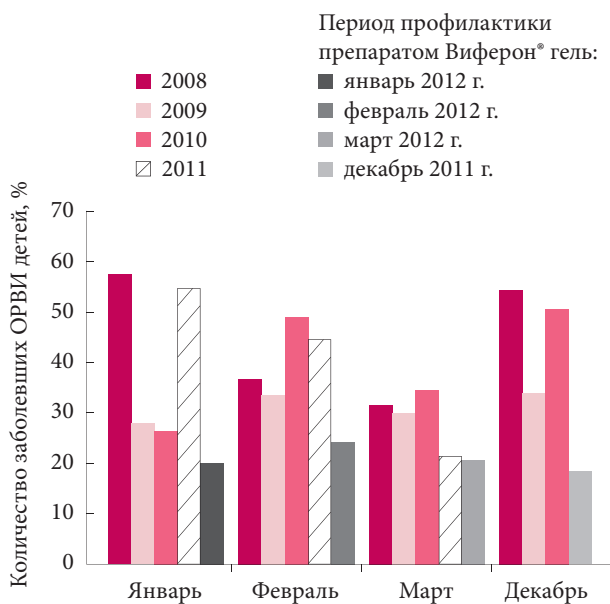 Период профилактики
препаратом Виферон® гель:
2008
2009
2010
2011
январь 2012 г.
февраль 2012 г.
март 2012 г.
декабрь 2011 г.
Количество заболевших ОРВИ детей, %
70
60
50
40
30
20
10
0
Январь
Февраль
Март
Декабрь